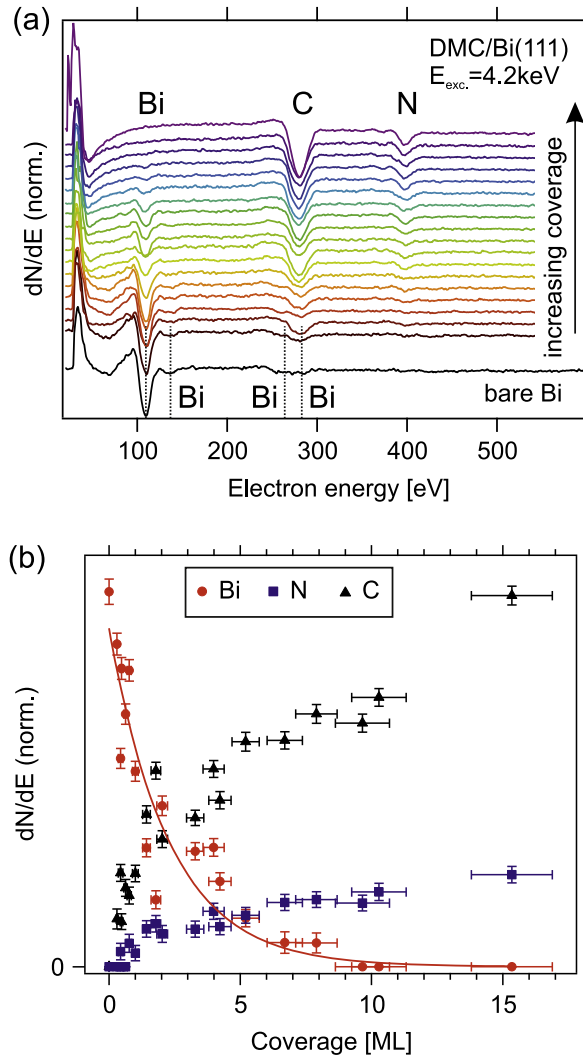 (a)
DMC/Bi(111)
E_exc.=4.2keV
Bi C N
dN/dE (norm.)
increasing coverage
bare Bi
Bi Bi Bi
100 200 300 400 500
Electron energy [eV]
(b)
Bi N C
dN/dE (norm.)
0
0 5 10 15
Coverage [ML]